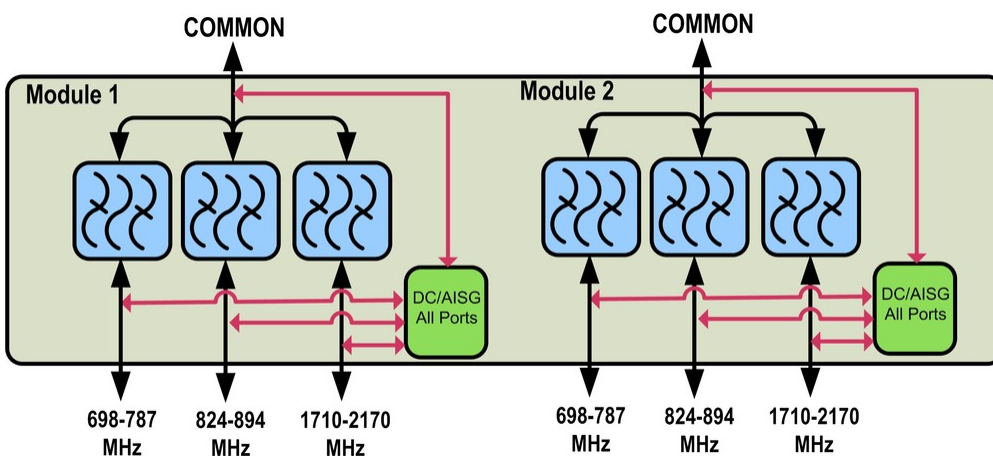 COMMON
Module 1
DC/AISG
All Ports
698-787
MHz
824-894
MHz
1710-2170
MHz
COMMON
Module 2
DC/AISG
All Ports
698-787
MHz
824-894
MHz
1710-2170
MHz